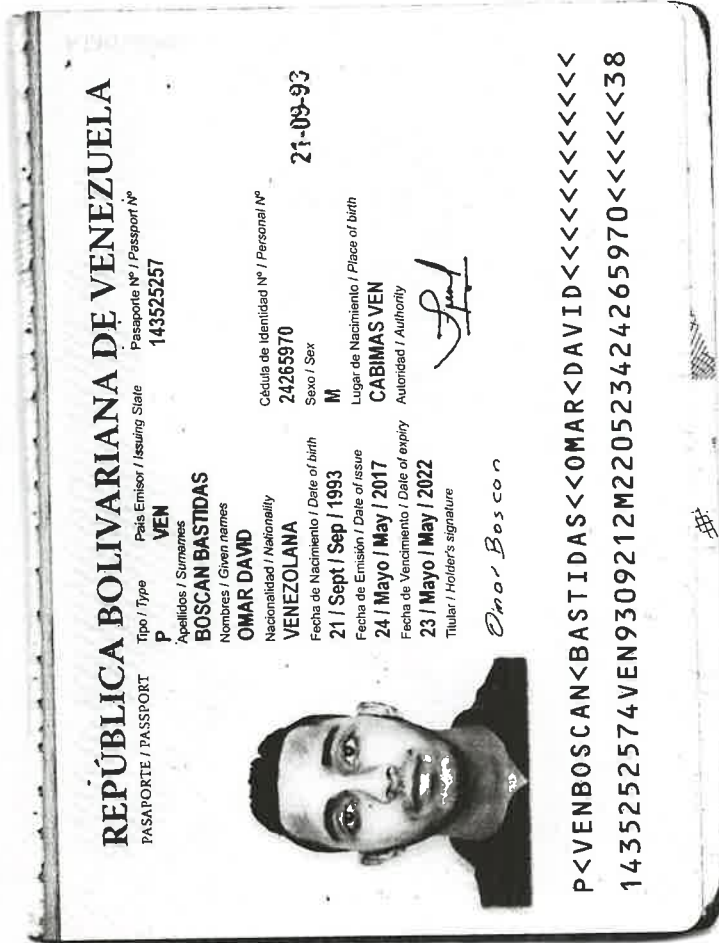 REPÚBLICA BOLIVARIANA DE VENEZUELA
PASAPORTE / PASSPORT
Tipo / Type País Emisor / Issuing State Pasaporte Nº / Passport Nº
P VEN 143525257
Apellidos / Surnames
BOSCAN BASTIDAS
Nombres / Given names
OMAR DAVID
Nacionalidad / Nationality Cédula de Identidad Nº / Personal Nº
VENEZOLANA 24265970
Fecha de Nacimiento / Date of birth Sexo / Sex
21 / Sept / Sep / 1993 M 21-09-93
Fecha de Emisión / Date of issue Lugar de Nacimiento / Place of birth
24 / Mayo / May / 2017 CABIMAS VEN
Fecha de Vencimiento / Date of expiry Autoridad / Authority
23 / Mayo / May / 2022
Titular / Holder's signature
Omar Boscan
P<VENBOSCAN<BASTIDAS<<OMAR<DAVID<<<<<<<<<<<<
1435252574VEN9309212M220523424265970<<<<<<38